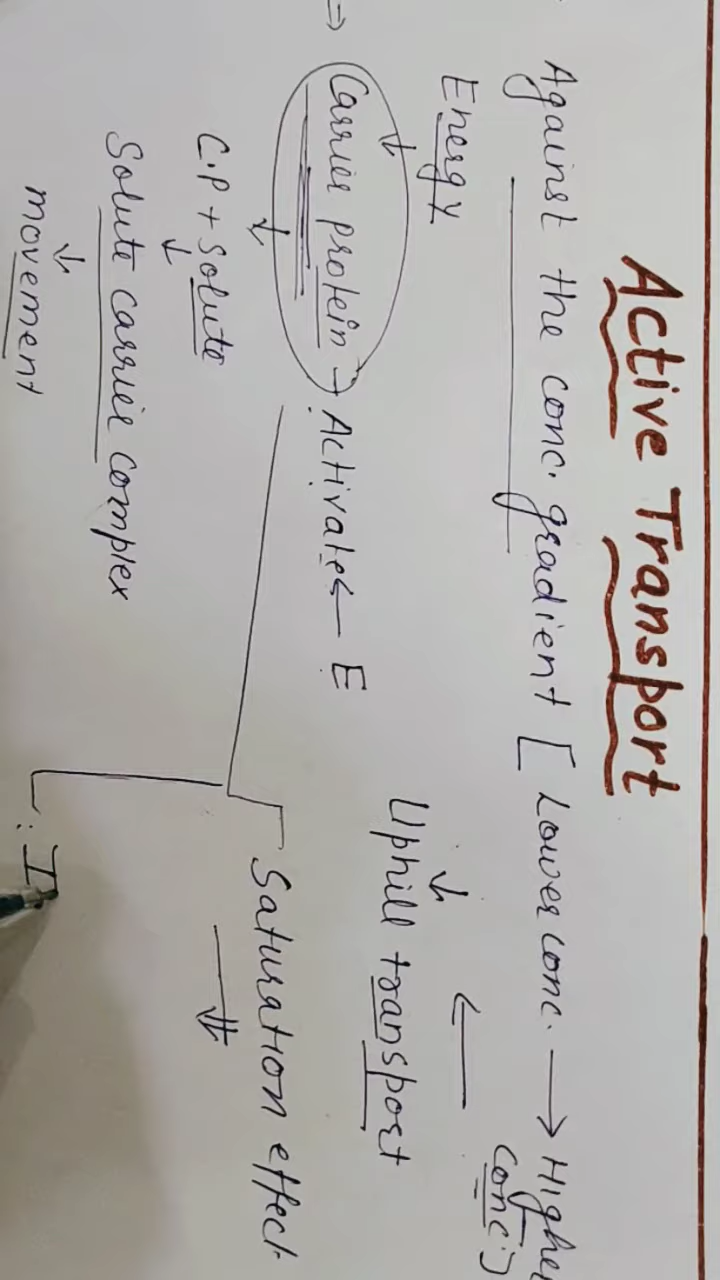 Active Transport
Against the conc. gradient [Lower conc. → Higher
conc.)
↓
Uphill transport
←
Energy
↓
⇒ Carrier protein → Activate ← E
↓
C.P + Solute
↓
Solute carrier complex
↓
movement
Saturation effect
: I